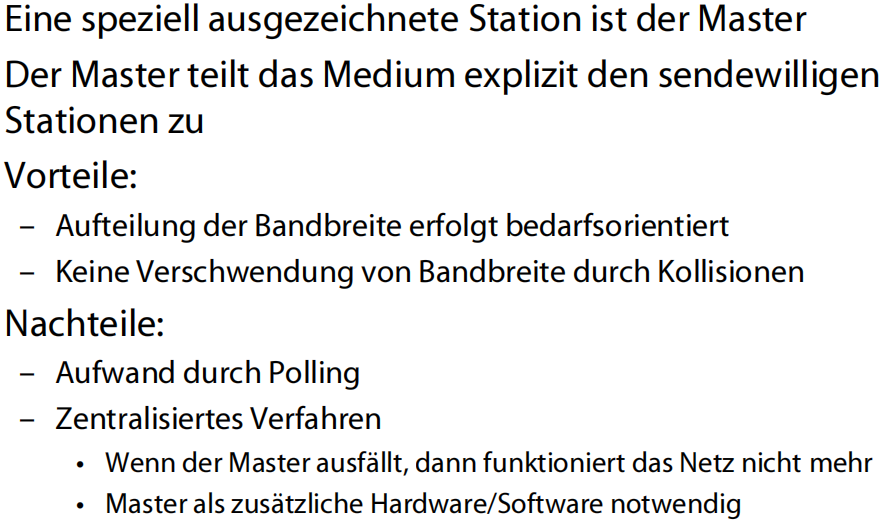 Eine speziell ausgezeichnete Station ist der Master
Der Master teilt das Medium explizit den sendewilligen
Stationen zu
Vorteile:
– Aufteilung der Bandbreite erfolgt bedarfsorientiert
– Keine Verschwendung von Bandbreite durch Kollisionen
Nachteile:
– Aufwand durch Polling
– Zentralisiertes Verfahren
• Wenn der Master ausfällt, dann funktioniert das Netz nicht mehr
• Master als zusätzliche Hardware/Software notwendig